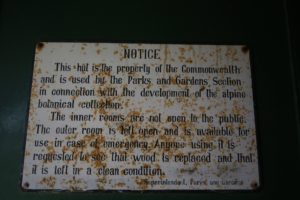 NOTICE
This hut is the property of the Commonwealth
and is used by the Parks and Gardens Section
in connection with the development of the alpine
botanical collection.
The inner rooms are not open to the public.
The outer room is left open and is available for
use in case of emergency. Anyone using it is
requested to see that wood is replaced and that
it is left in a clean condition.
Superintendent, Parks and Gardens